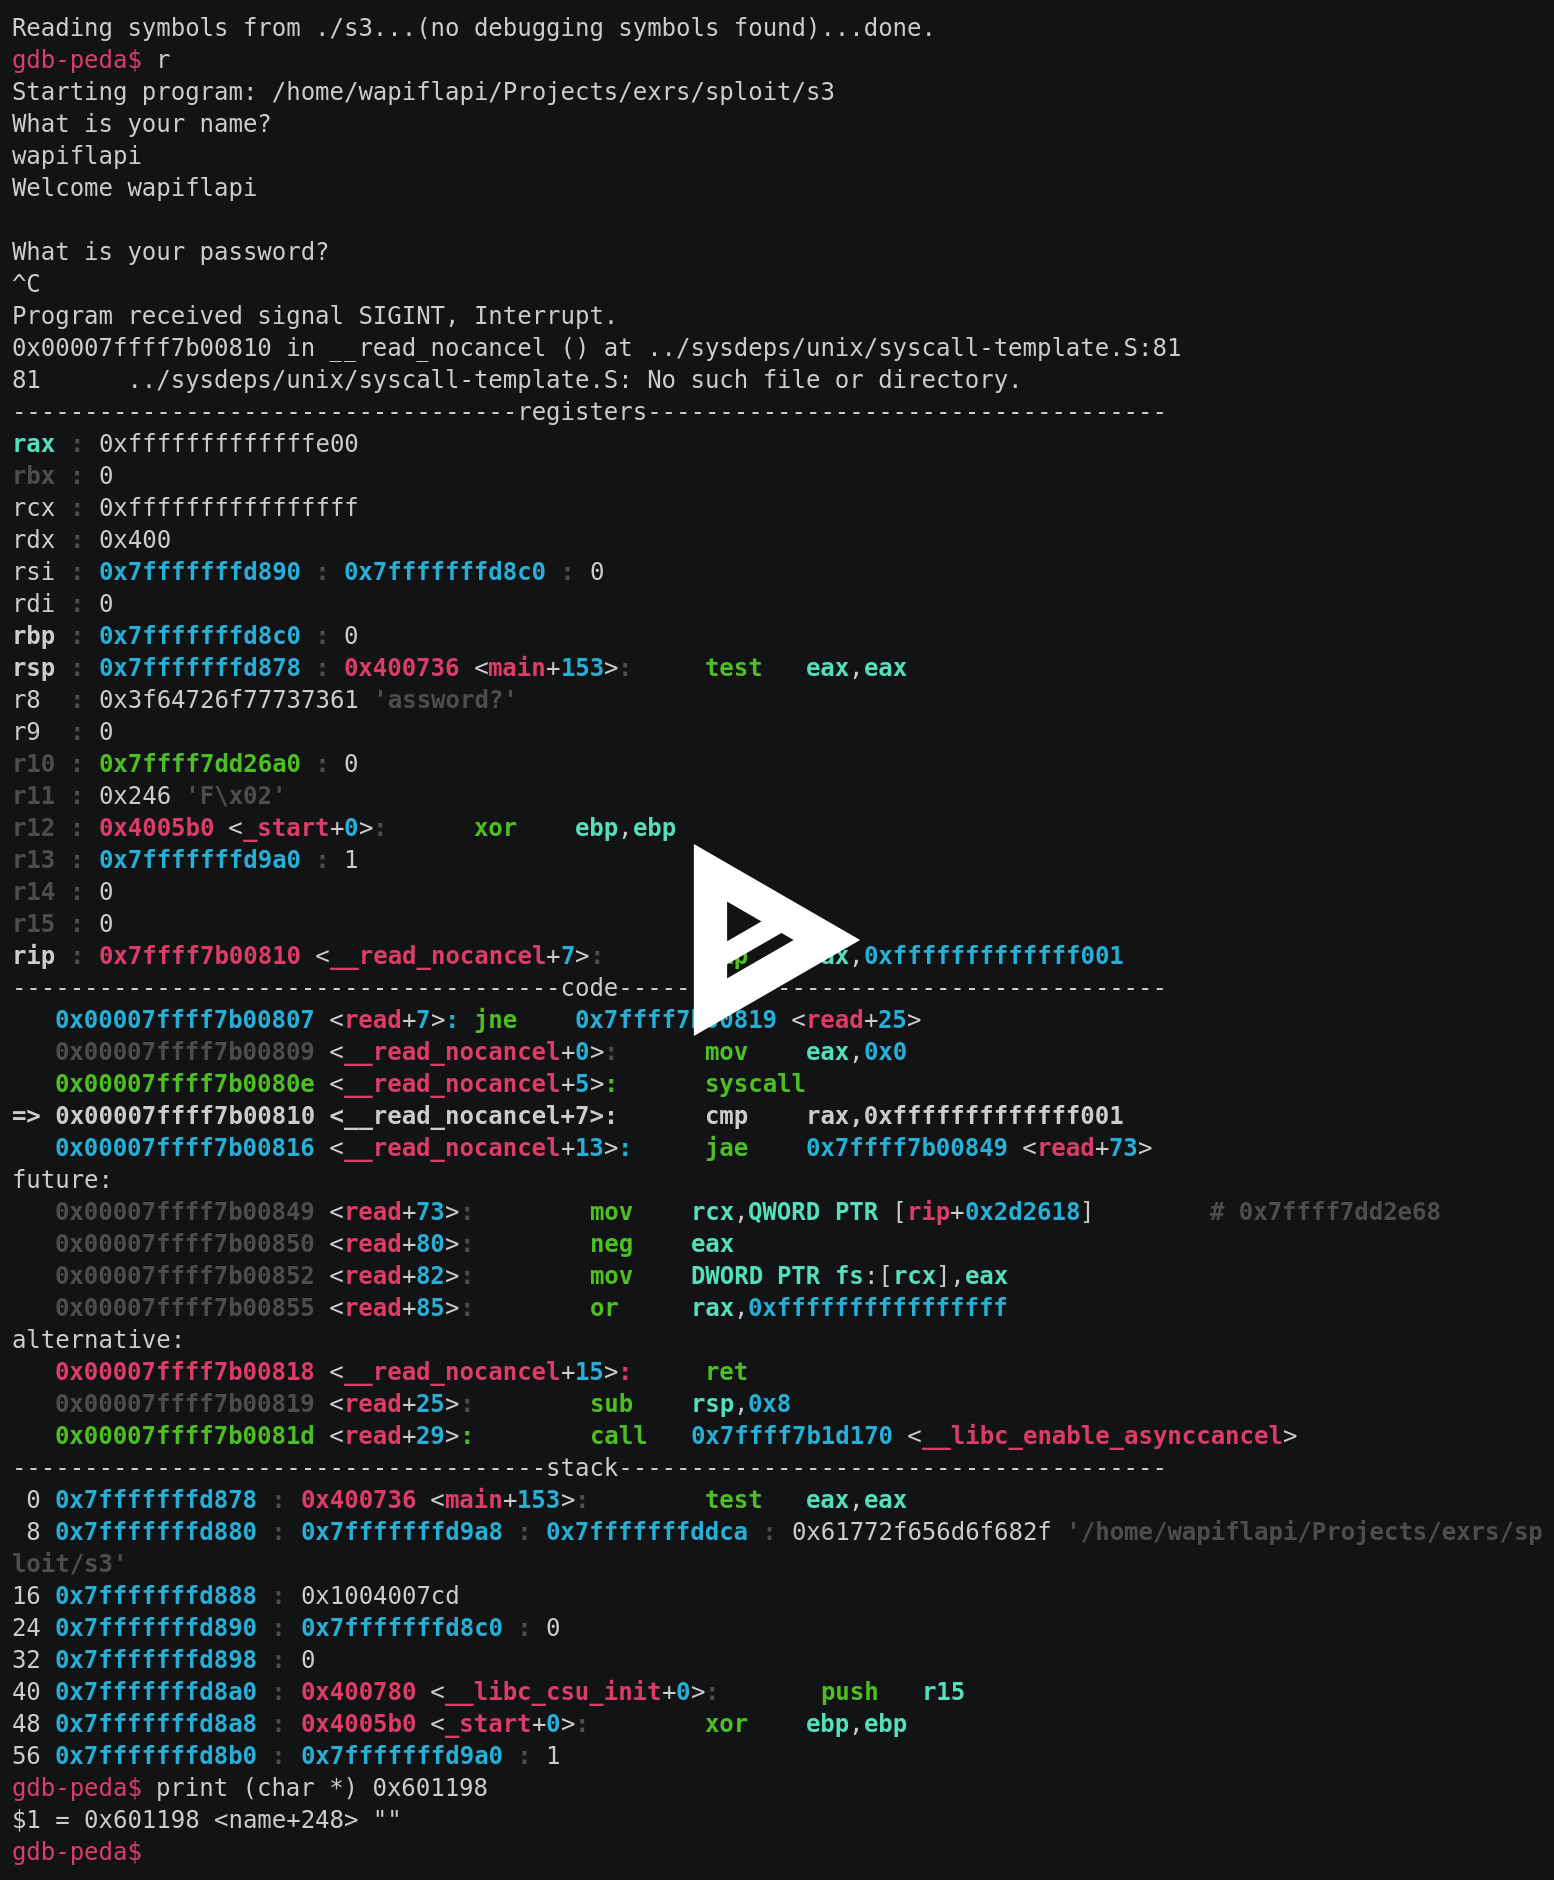 Reading symbols from ./s3...(no debugging symbols found)...done.
gdb-peda$ r
Starting program: /home/wapiflapi/Projects/exrs/sploit/s3
What is your name?
wapiflapi
Welcome wapiflapi
What is your password?
^C
Program received signal SIGINT, Interrupt.
0x00007ffff7b00810 in __read_nocancel () at ../sysdeps/unix/syscall-template.S:81
81      ../sysdeps/unix/syscall-template.S: No such file or directory.
-----------------------------------registers------------------------------------
rax : 0xfffffffffffffe00
rbx : 0
rcx : 0xffffffffffffffff
rdx : 0x400
rsi : 0x7fffffffd890 : 0x7fffffffd8c0 : 0
rdi : 0
rbp : 0x7fffffffd8c0 : 0
rsp : 0x7fffffffd878 : 0x400736 <main+153>:     test   eax,eax
r8  : 0x3f64726f77737361 'assword?'
r9  : 0
r10 : 0x7ffff7dd26a0 : 0
r11 : 0x246 'F\x02'
r12 : 0x4005b0 <_start+0>:      xor    ebp,ebp
r13 : 0x7fffffffd9a0 : 1
r14 : 0
r15 : 0
rip : 0x7ffff7b00810 <__read_nocancel+7>: ,0xfffffffffffff001
--------------------------------------code--------------------------------------
   0x00007ffff7b00807 <read+7>: jne    0x7ffff7b00819 <read+25>
   0x00007ffff7b00809 <__read_nocancel+0>:      mov    eax,0x0
   0x00007ffff7b0080e <__read_nocancel+5>:      syscall
=> 0x00007ffff7b00810 <__read_nocancel+7>:      cmp    rax,0xfffffffffffff001
   0x00007ffff7b00816 <__read_nocancel+13>:     jae    0x7ffff7b00849 <read+73>
future:
   0x00007ffff7b00849 <read+73>:        mov    rcx,QWORD PTR [rip+0x2d2618]        # 0x7ffff7dd2e68
   0x00007ffff7b00850 <read+80>:        neg    eax
   0x00007ffff7b00852 <read+82>:        mov    DWORD PTR fs:[rcx],eax
   0x00007ffff7b00855 <read+85>:        or     rax,0xffffffffffffffff
alternative:
   0x00007ffff7b00818 <__read_nocancel+15>:     ret
   0x00007ffff7b00819 <read+25>:        sub    rsp,0x8
   0x00007ffff7b0081d <read+29>:        call   0x7ffff7b1d170 <__libc_enable_asynccancel>
-------------------------------------stack--------------------------------------
 0 0x7fffffffd878 : 0x400736 <main+153>:        test   eax,eax
 8 0x7fffffffd880 : 0x7fffffffd9a8 : 0x7fffffffddca : 0x61772f656d6f682f '/home/wapiflapi/Projects/exrs/sp
loit/s3'
16 0x7fffffffd888 : 0x1004007cd
24 0x7fffffffd890 : 0x7fffffffd8c0 : 0
32 0x7fffffffd898 : 0
40 0x7fffffffd8a0 : 0x400780 <__libc_csu_init+0>:       push   r15
48 0x7fffffffd8a8 : 0x4005b0 <_start+0>:        xor    ebp,ebp
56 0x7fffffffd8b0 : 0x7fffffffd9a0 : 1
gdb-peda$ print (char *) 0x601198
$1 = 0x601198 <name+248> ""
gdb-peda$